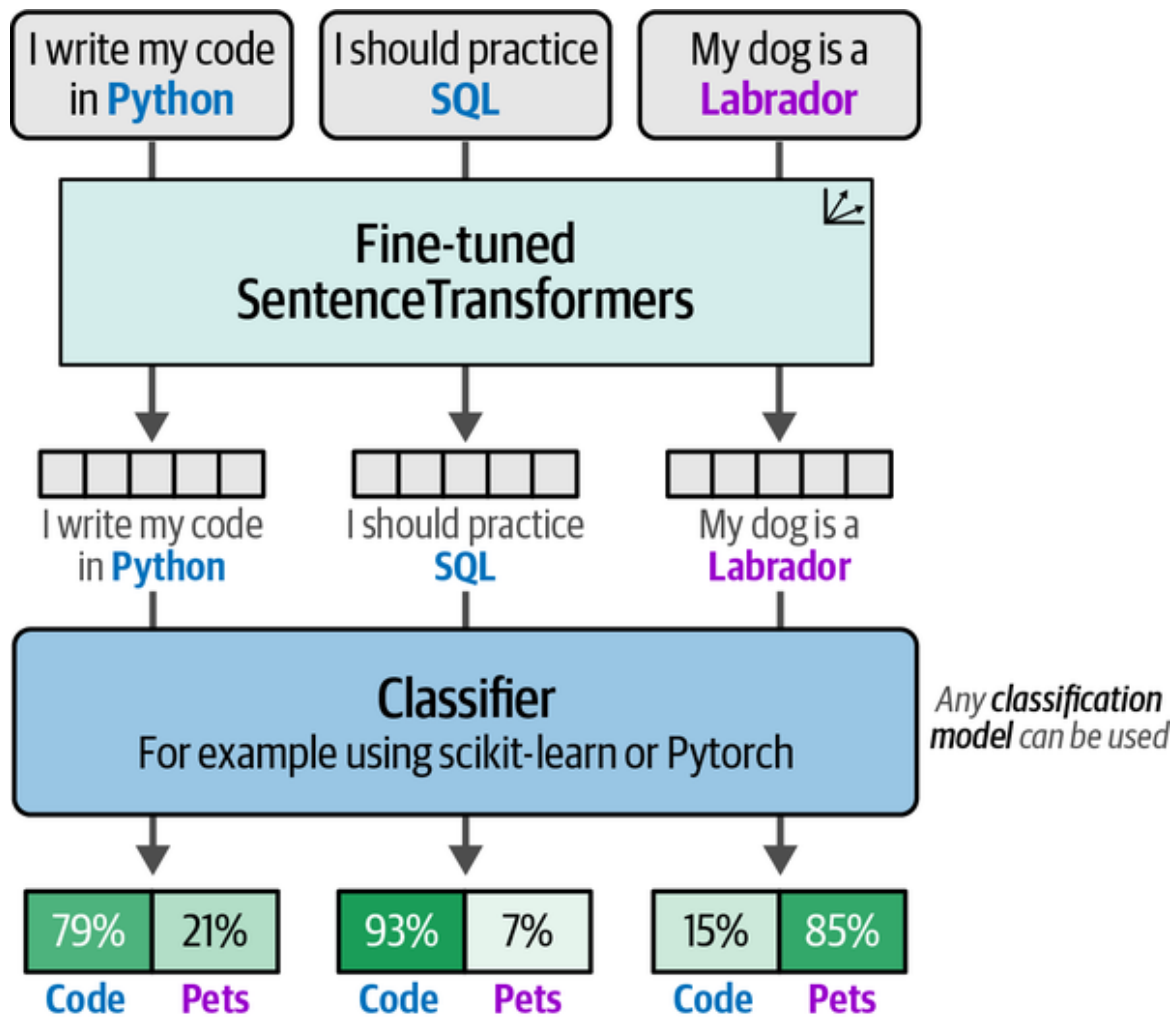 I write my code
in Python
I should practice
SQL
My dog is a
Labrador
Fine-tuned
SentenceTransformers
I write my code
in Python
I should practice
SQL
My dog is a
Labrador
Classifier
For example using scikit-learn or Pytorch
Any classification
model can be used
79% 21%
Code Pets
93% 7%
Code Pets
15% 85%
Code Pets